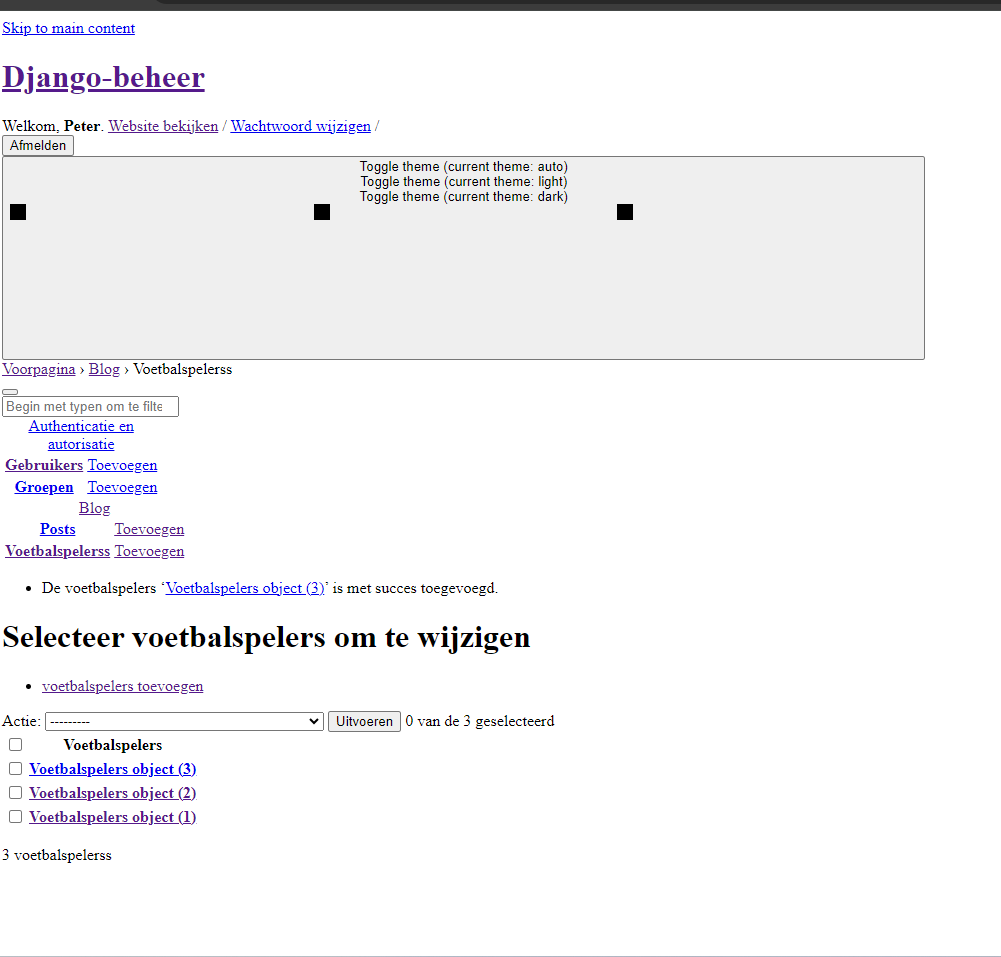 Skip to main content
Django-beheer
Welkom, Peter. Website bekijken / Wachtwoord wijzigen /
Afmelden
Toggle theme (current theme: auto)
Toggle theme (current theme: light)
Toggle theme (current theme: dark)
Voorpagina › Blog › Voetbalspelerss
Begin met typen om te filte
Authenticatie en
autorisatie
Gebruikers Toevoegen
Groepen Toevoegen
Blog
Posts Toevoegen
Voetbalspelerss Toevoegen
De voetbalspelers ‘Voetbalspelers object (3)’ is met succes toegevoegd.
Selecteer voetbalspelers om te wijzigen
voetbalspelers toevoegen
Actie: --------- Uitvoeren 0 van de 3 geselecteerd
Voetbalspelers
Voetbalspelers object (3)
Voetbalspelers object (2)
Voetbalspelers object (1)
3 voetbalspelerss